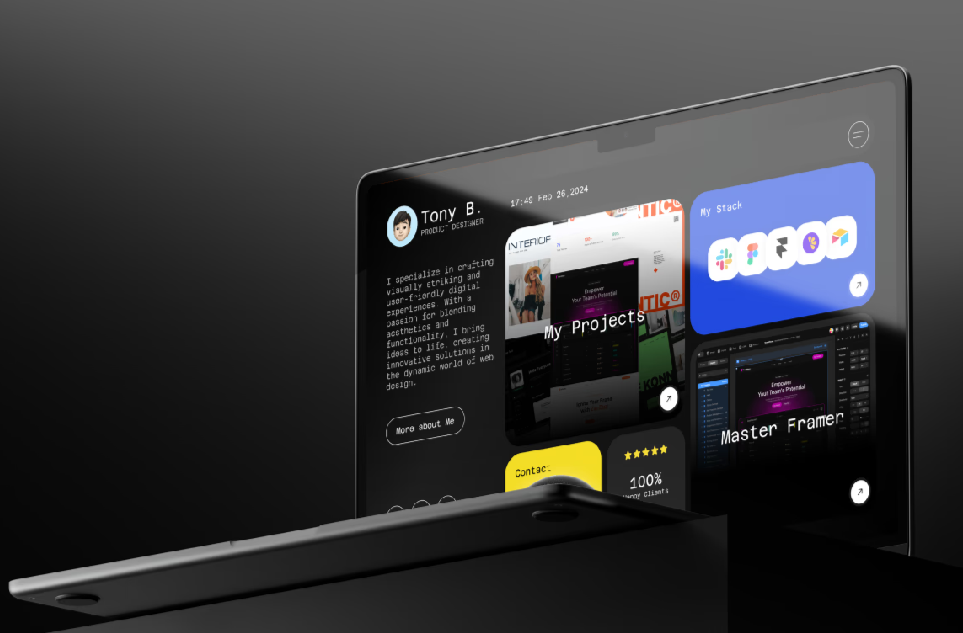 17:49 Feb 26,2024
Tony B.
PRODUCT DESIGNER
I specialize in crafting
visually striking and
user-friendly digital
experiences. With a
passion for blending
aesthetics and
functionality, I bring
ideas to life, creating
innovative solutions in
the dynamic world of web
design.
More about Me
INTERIOR
Empower
Your Team's Potential
My Projects
NTIC®
KONN
Contact
100%
Happy Clients
My Stack
Empower
Your Team's Potential
Master Framer